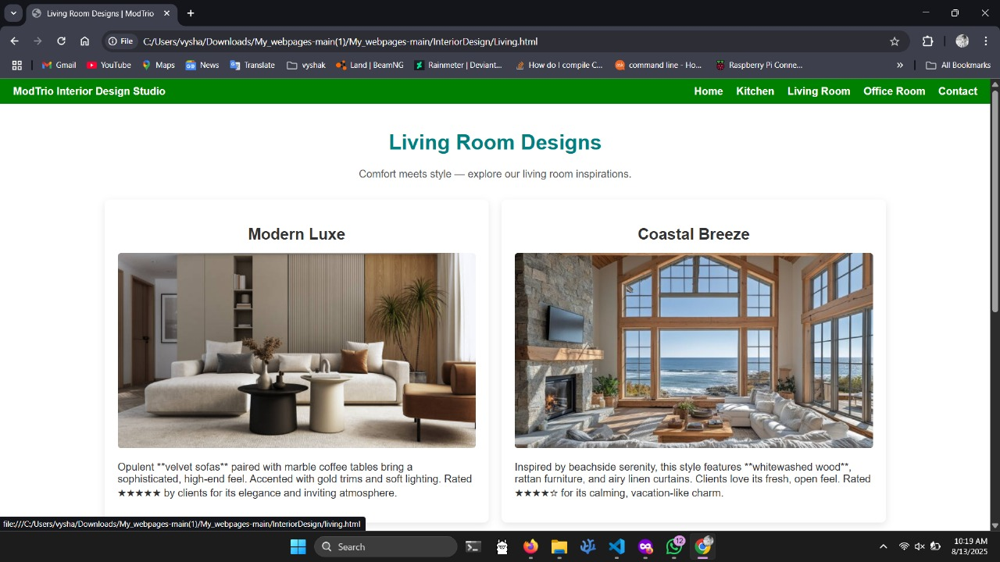 Living Room Designs | ModTrio
File C:/Users/vysha/Downloads/My_webpages-main(1)/My_webpages-main/InteriorDesign/Living.html
Gmail YouTube Maps News Translate vyshak Land | BeamNG Rainmeter | Deviant... How do I compile C... command line - Ho... Raspberry Pi Conne... » All Bookmarks
ModTrio Interior Design Studio Home Kitchen Living Room Office Room Contact
Living Room Designs
Comfort meets style — explore our living room inspirations.
Modern Luxe
Opulent **velvet sofas** paired with marble coffee tables bring a
sophisticated, high-end feel. Accented with gold trims and soft lighting. Rated
★★★★★ by clients for its elegance and inviting atmosphere.
Coastal Breeze
Inspired by beachside serenity, this style features **whitewashed wood**,
rattan furniture, and airy linen curtains. Clients love its fresh, open feel. Rated
★★★★☆ for its calming, vacation-like charm.
file:///C:/Users/vysha/Downloads/My_webpages-main(1)/My_webpages-main/InteriorDesign/living.html
Search
12
10:19 AM
8/13/2025